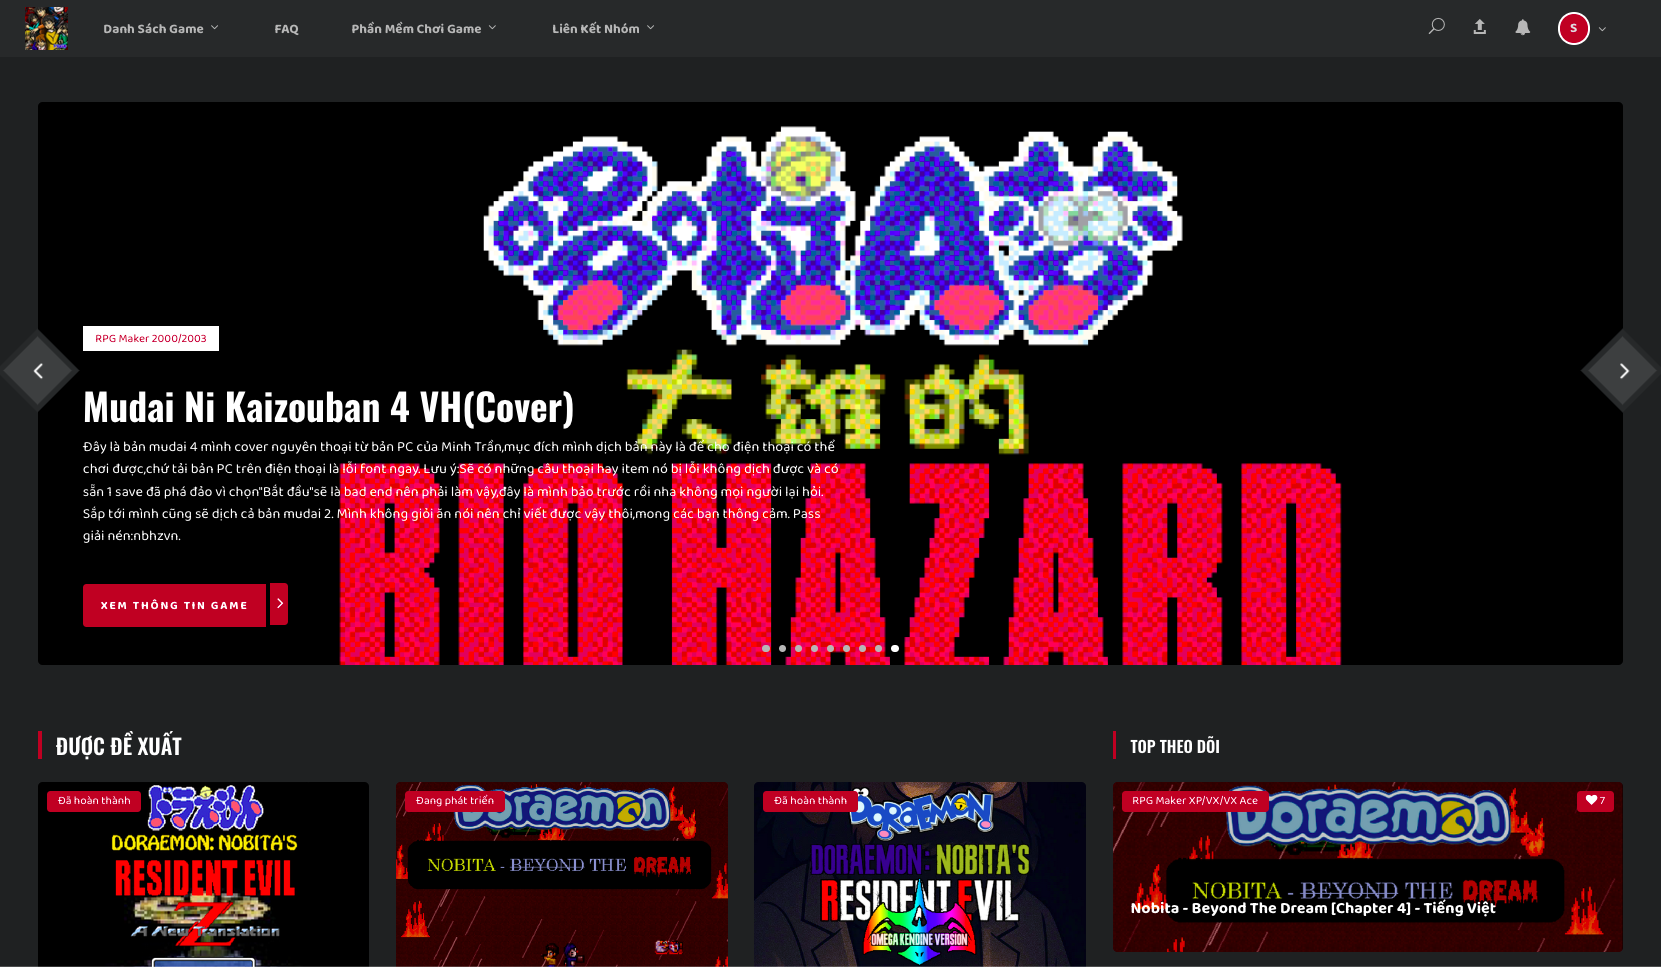 Danh Sách Game
FAQ
Phần Mềm Chơi Game
Liên Kết Nhóm
S
哆啦A梦
大雄的
BIO HAZARD
RPG Maker 2000/2003
Mudai Ni Kaizouban 4 VH(Cover)
Đây là bản mudai 4 mình cover nguyên thoại từ bản PC của Minh Trần,mục đích mình dịch bản này là để cho điện thoại có thể
chơi được,chứ tải bản PC trên điện thoại là lỗi font ngay. Lưu ý:Sẽ có những câu thoại hay item nó bị lỗi không dịch được và có
sẵn 1 save đã phá đảo vì chọn"Bắt đầu"sẽ là bad end nên phải làm vậy,đây là mình bảo trước rồi nha không mọi người lại hỏi.
Sắp tới mình cũng sẽ dịch cả bản mudai 2. Mình không giỏi ăn nói nên chỉ viết được vậy thôi,mong các bạn thông cảm. Pass
giải nén:nbhzvn.
XEM THÔNG TIN GAME
ĐƯỢC ĐỀ XUẤT
TOP THEO DÕI
Đã hoàn thành
ドラえもん
DORAEMON: NOBITA'S
RESIDENT EVIL
Z
A New Translation
Đang phát triển
Doraemon
NOBITA - BEYOND THE DREAM
Đã hoàn thành
DORAEMON
DORAEMON: NOBITA'S
RESIDENT EVIL
OMEGA KENDINE VERSION
RPG Maker XP/VX/VX Ace
7
Doraemon
NOBITA - BEYOND THE DREAM
Nobita - Beyond The Dream [Chapter 4] - Tiếng Việt